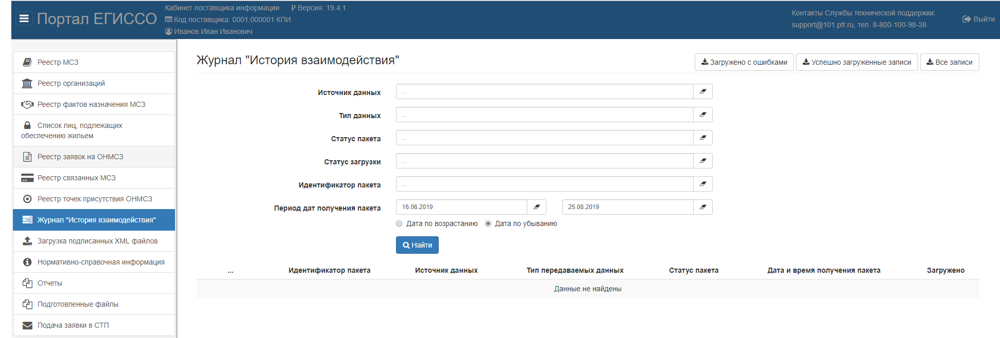 Портал ЕГИССО
Кабинет поставщика информации Версия: 19.4.1
Код поставщика: 0001.000001 КПИ
Иванов Иван Иванович
Контакты Службы технической поддержки:
support@101.pfr.ru, тел. 8-800-100-98-38
Выйти
Реестр МСЗ
Реестр организаций
Реестр фактов назначения МСЗ
Список лиц, подлежащих
обеспечению жильем
Реестр заявок на ОНМСЗ
Реестр связанных МСЗ
Реестр точек присутствия ОНМСЗ
Журнал "История взаимодействия"
Загрузка подписанных XML файлов
Нормативно-справочная информация
Отчеты
Подготовленные файлы
Подача заявки в СТП
Журнал "История взаимодействия"
Загружено с ошибками Успешно загруженные записи Все записи
Источник данных ...
Тип данных ...
Статус пакета ...
Статус загрузки ...
Идентификатор пакета ...
Период дат получения пакета 16.06.2019 25.08.2019
Дата по возрастанию Дата по убыванию
Найти
... Идентификатор пакета Источник данных Тип передаваемых данных Статус пакета Дата и время получения пакета Загружено
Данные не найдены